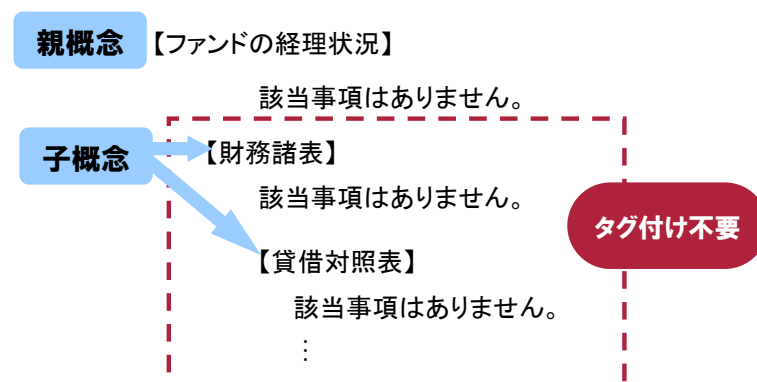 親概念 【ファンドの経理状況】
該当事項はありません。
子概念 【財務諸表】
該当事項はありません。
タグ付け不要
【貸借対照表】
該当事項はありません。
⋮